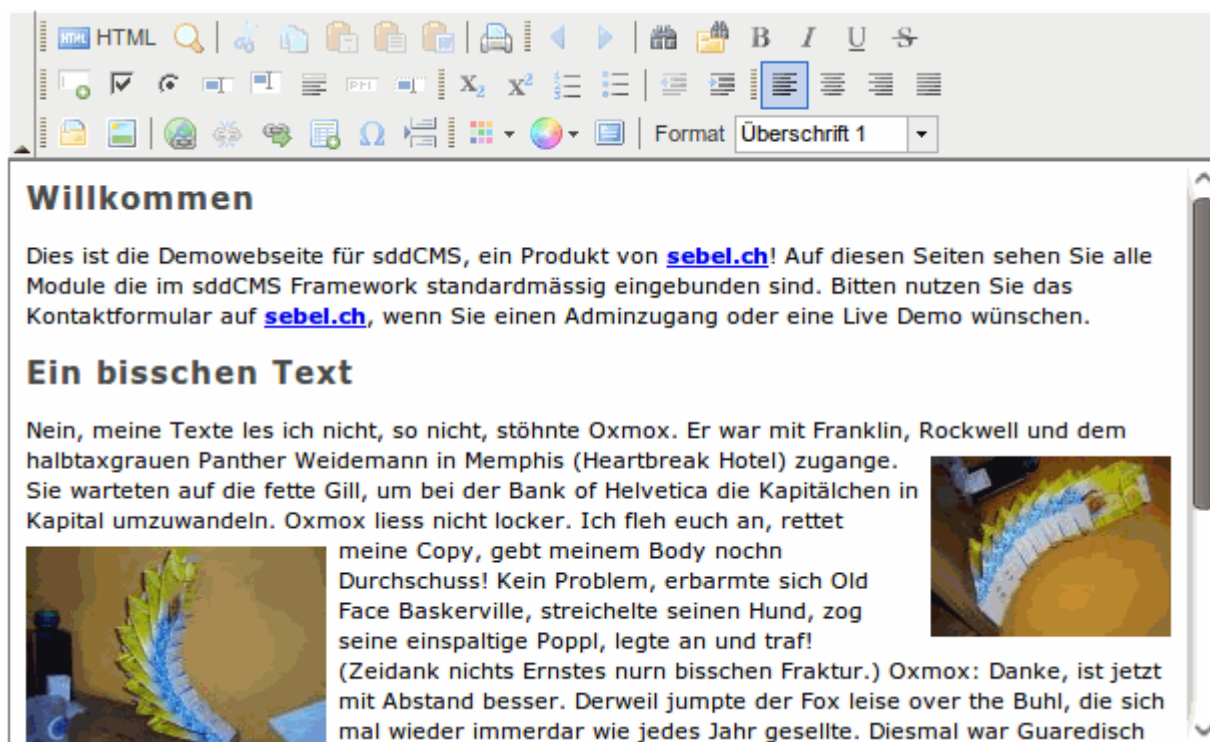 HTML
B I U S
X₂ X²
Ω Format Überschrift 1
Willkommen
Dies ist die Demowebseite für sddCMS, ein Produkt von sebel.ch! Auf diesen Seiten sehen Sie alle
Module die im sddCMS Framework standardmässig eingebunden sind. Bitten nutzen Sie das
Kontaktformular auf sebel.ch, wenn Sie einen Adminzugang oder eine Live Demo wünschen.
Ein bisschen Text
Nein, meine Texte les ich nicht, so nicht, stöhnte Oxmox. Er war mit Franklin, Rockwell und dem
halbtaxgrauen Panther Weidemann in Memphis (Heartbreak Hotel) zugange.
Sie warteten auf die fette Gill, um bei der Bank of Helvetica die Kapitälchen in
Kapital umzuwandeln. Oxmox liess nicht locker. Ich fleh euch an, rettet
meine Copy, gebt meinem Body nochn
Durchschuss! Kein Problem, erbarmte sich Old
Face Baskerville, streichelte seinen Hund, zog
seine einspaltige Poppl, legte an und traf!
(Zeidank nichts Ernstes nurn bisschen Fraktur.) Oxmox: Danke, ist jetzt
mit Abstand besser. Derweil jumpte der Fox leise over the Buhl, die sich
mal wieder immerdar wie jedes Jahr gesellte. Diesmal war Guaredisch